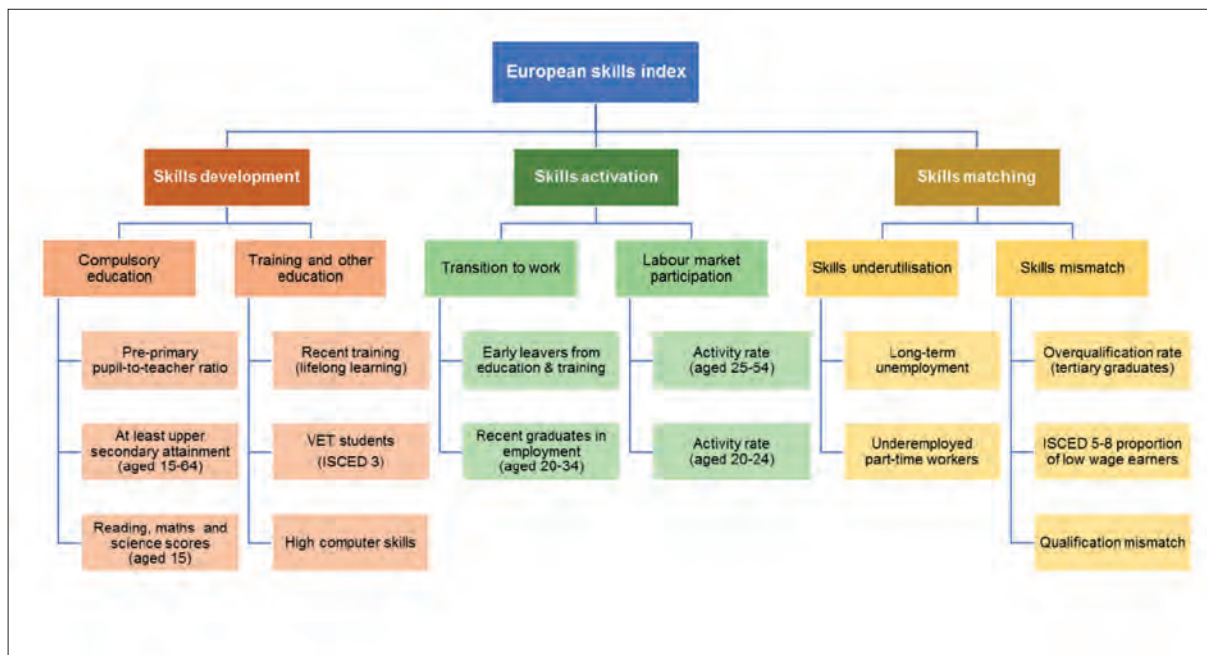 European skills index
Skills development
Skills activation
Skills matching
Compulsory
education
Training and other
education
Transition to work
Labour market
participation
Skills underutilisation
Skills mismatch
Pre-primary
pupil-to-teacher ratio
Recent training
(lifelong learning)
Early leavers from
education & training
Activity rate
(aged 25-54)
Long-term
unemployment
Overqualification rate
(tertiary graduates)
At least upper
secondary attainment
(aged 15-64)
VET students
(ISCED 3)
Recent graduates in
employment
(aged 20-34)
Activity rate
(aged 20-24)
Underemployed
part-time workers
ISCED 5-8 proportion
of low wage earners
Reading, maths and
science scores
(aged 15)
High computer skills
Qualification mismatch